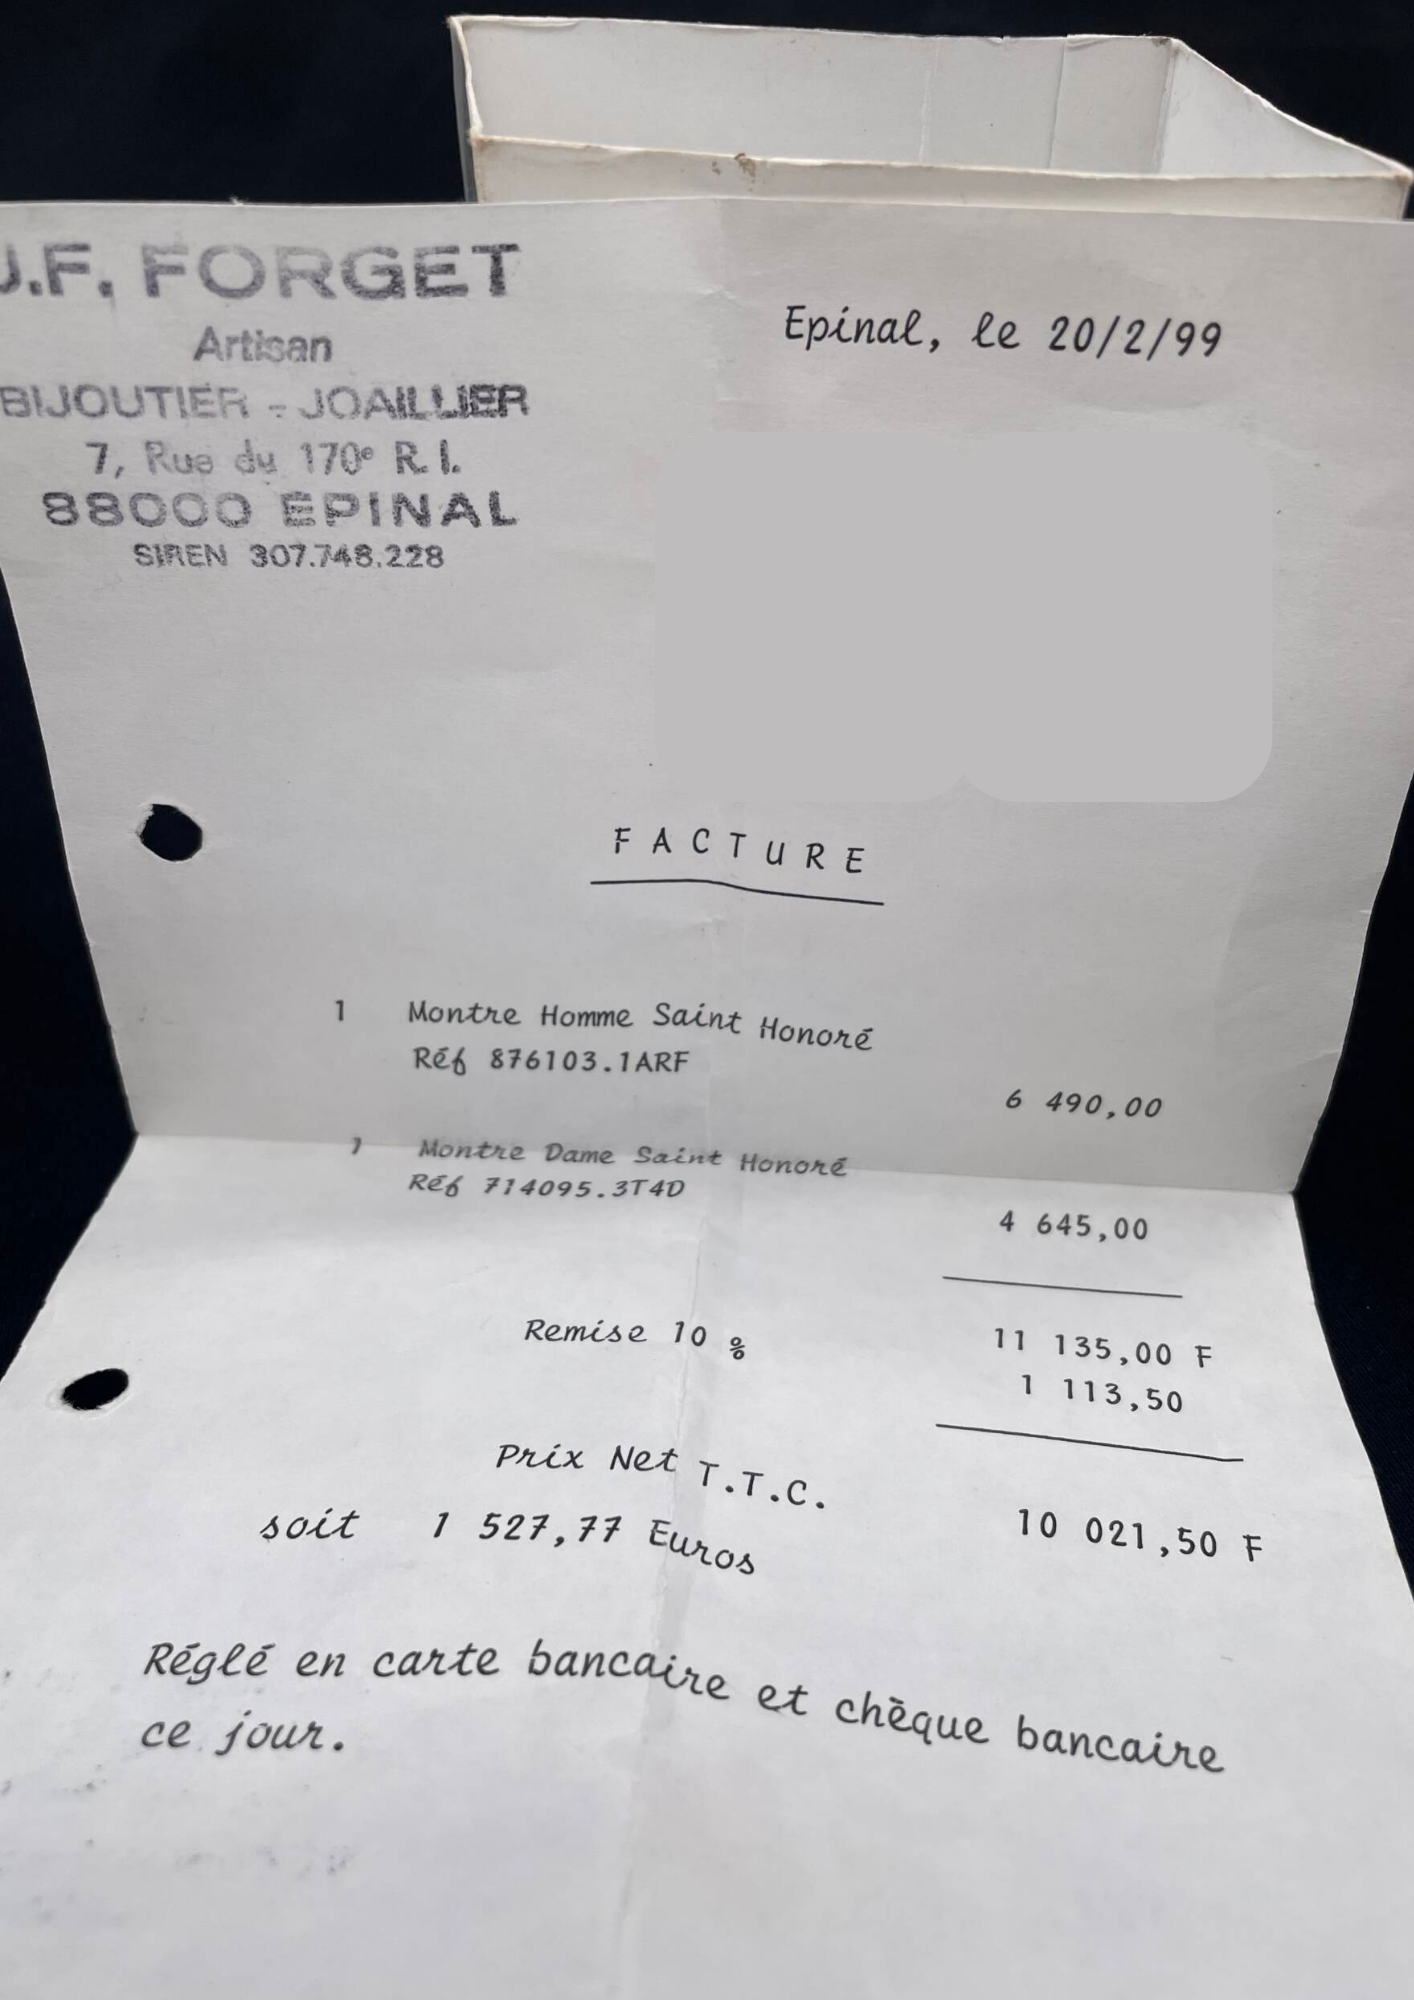 J.F. FORGET
Artisan
BIJOUTIER - JOAILLIER
7, Rue du 170e R.I.
88000 EPINAL
SIREN 307.748.228
Epinal, le 20/2/99
FACTURE
1 Montre Homme Saint Honoré
Réf 876103.1ARF
6 490,00
1 Montre Dame Saint Honoré
Réf 714095.3T4D
4 645,00
11 135,00 F
Remise 10 % 1 113,50
Prix Net T.T.C. 10 021,50 F
soit 1 527,77 Euros
Réglé en carte bancaire et chèque bancaire
ce jour.